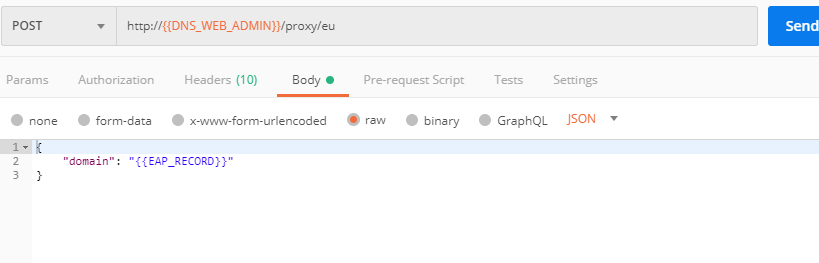 POST http://{{DNS_WEB_ADMIN}}/proxy/eu Send
Params Authorization Headers (10) Body Pre-request Script Tests Settings
none form-data x-www-form-urlencoded raw binary GraphQL JSON
1 {
2 "domain": "{{EAP_RECORD}}"
3 }